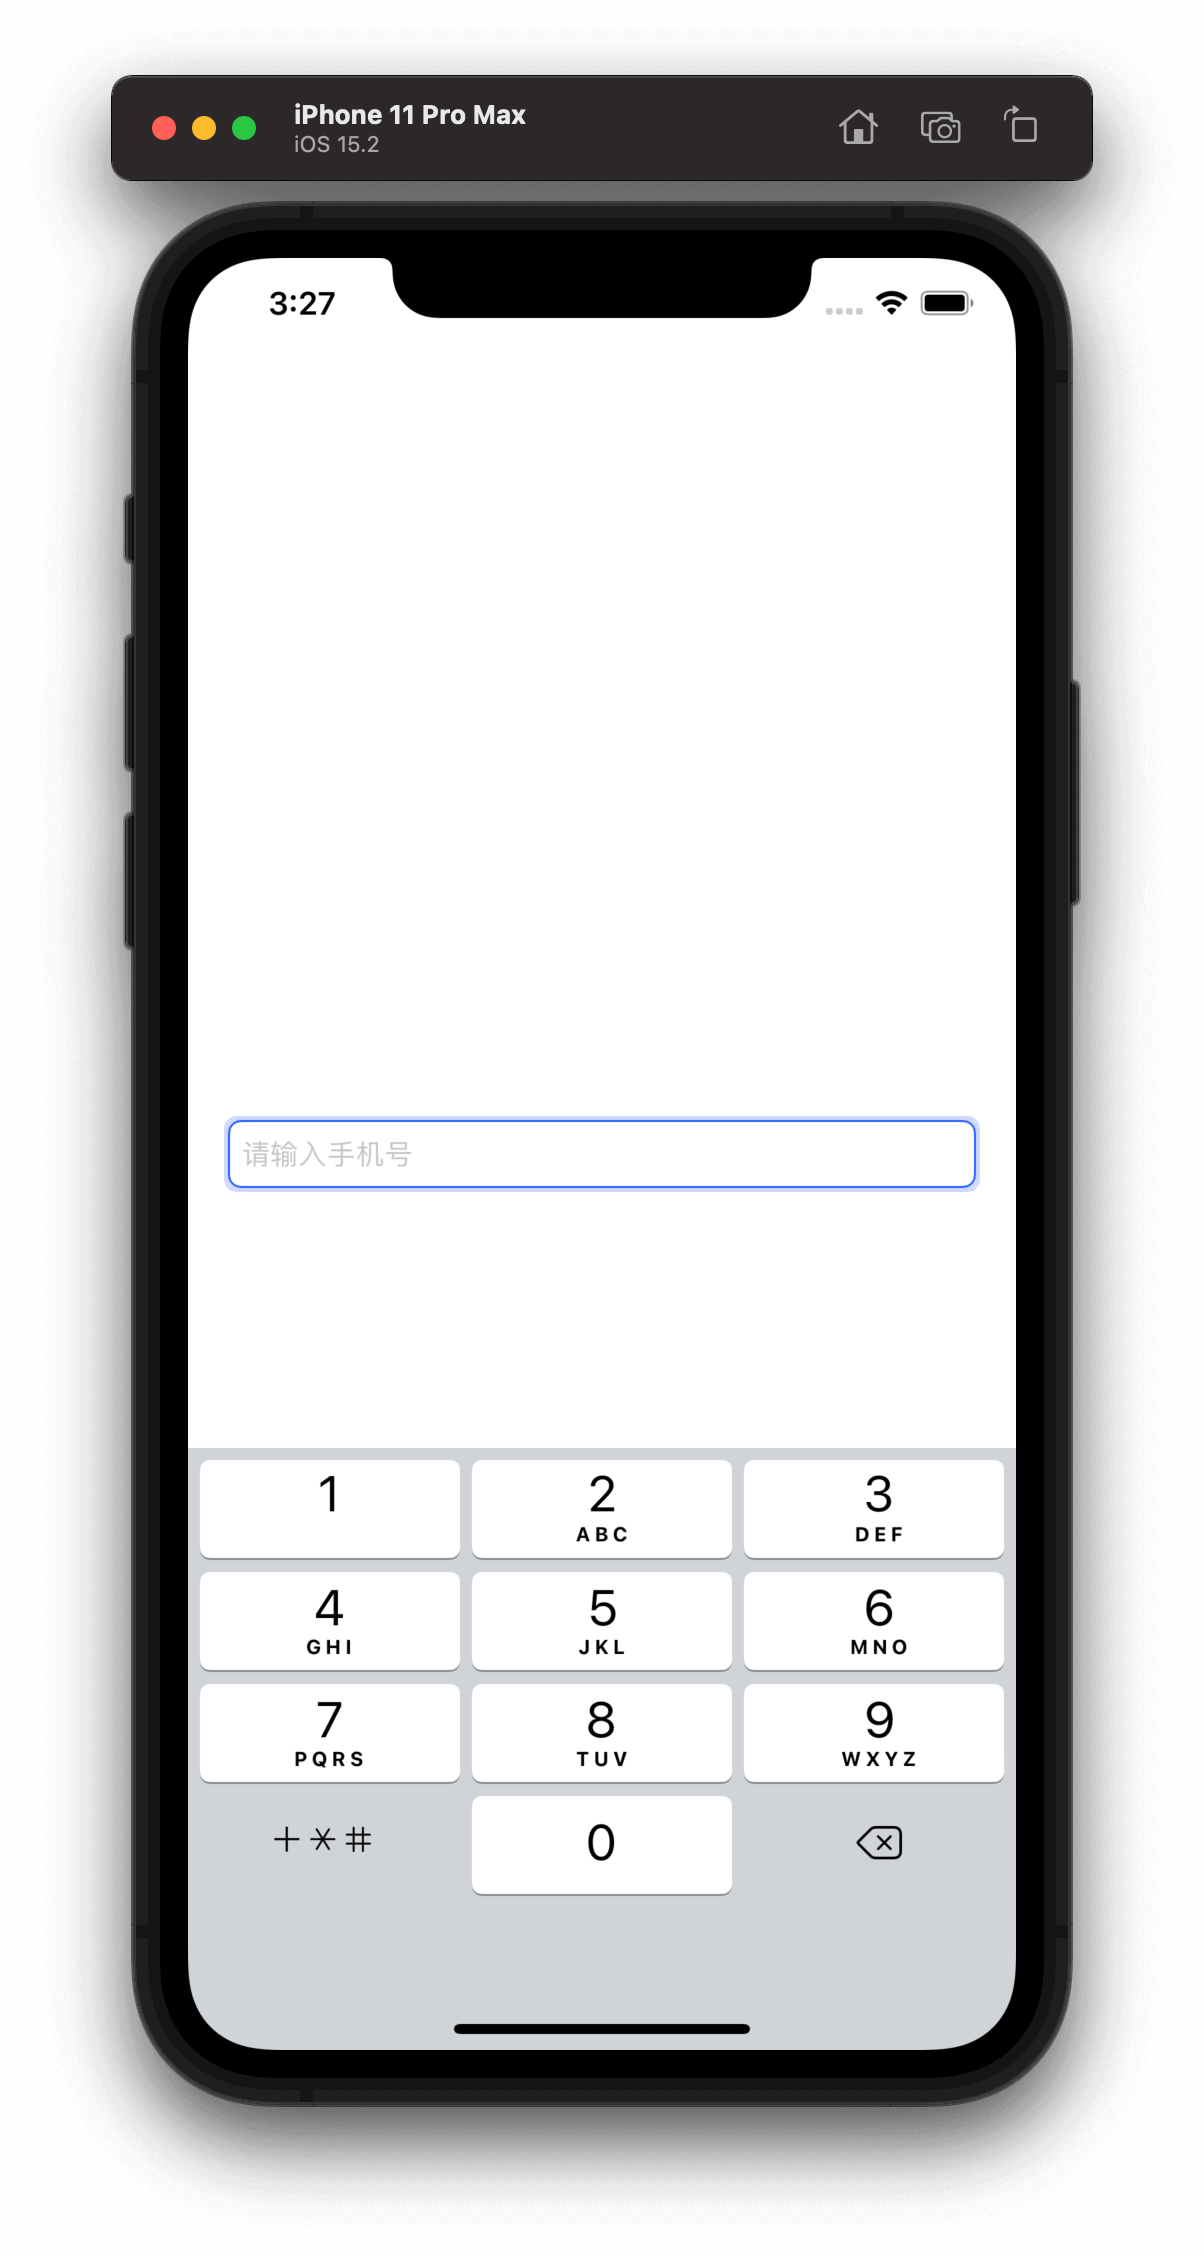 iPhone 11 Pro Max
iOS 15.2
3:27
请输入手机号
1 2 3
ABC DEF
4 5 6
GHI JKL MNO
7 8 9
PQRS TUV WXYZ
+*# 0